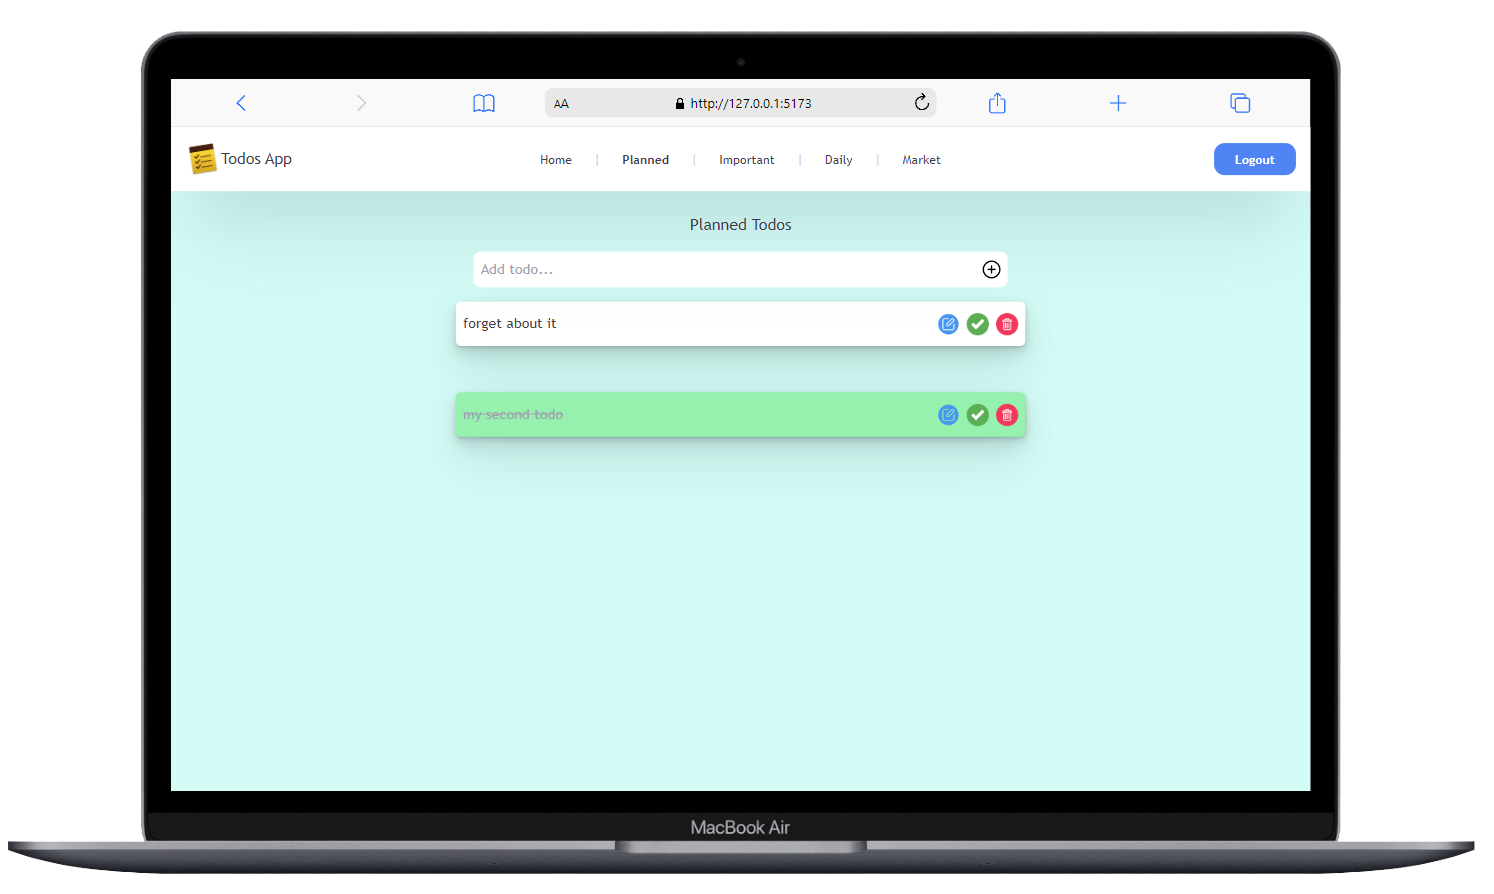 AA http://127.0.0.1:5173
Todos App Home | Planned | Important | Daily | Market Logout
Planned Todos
Add todo...
forget about it
my second todo
MacBook Air